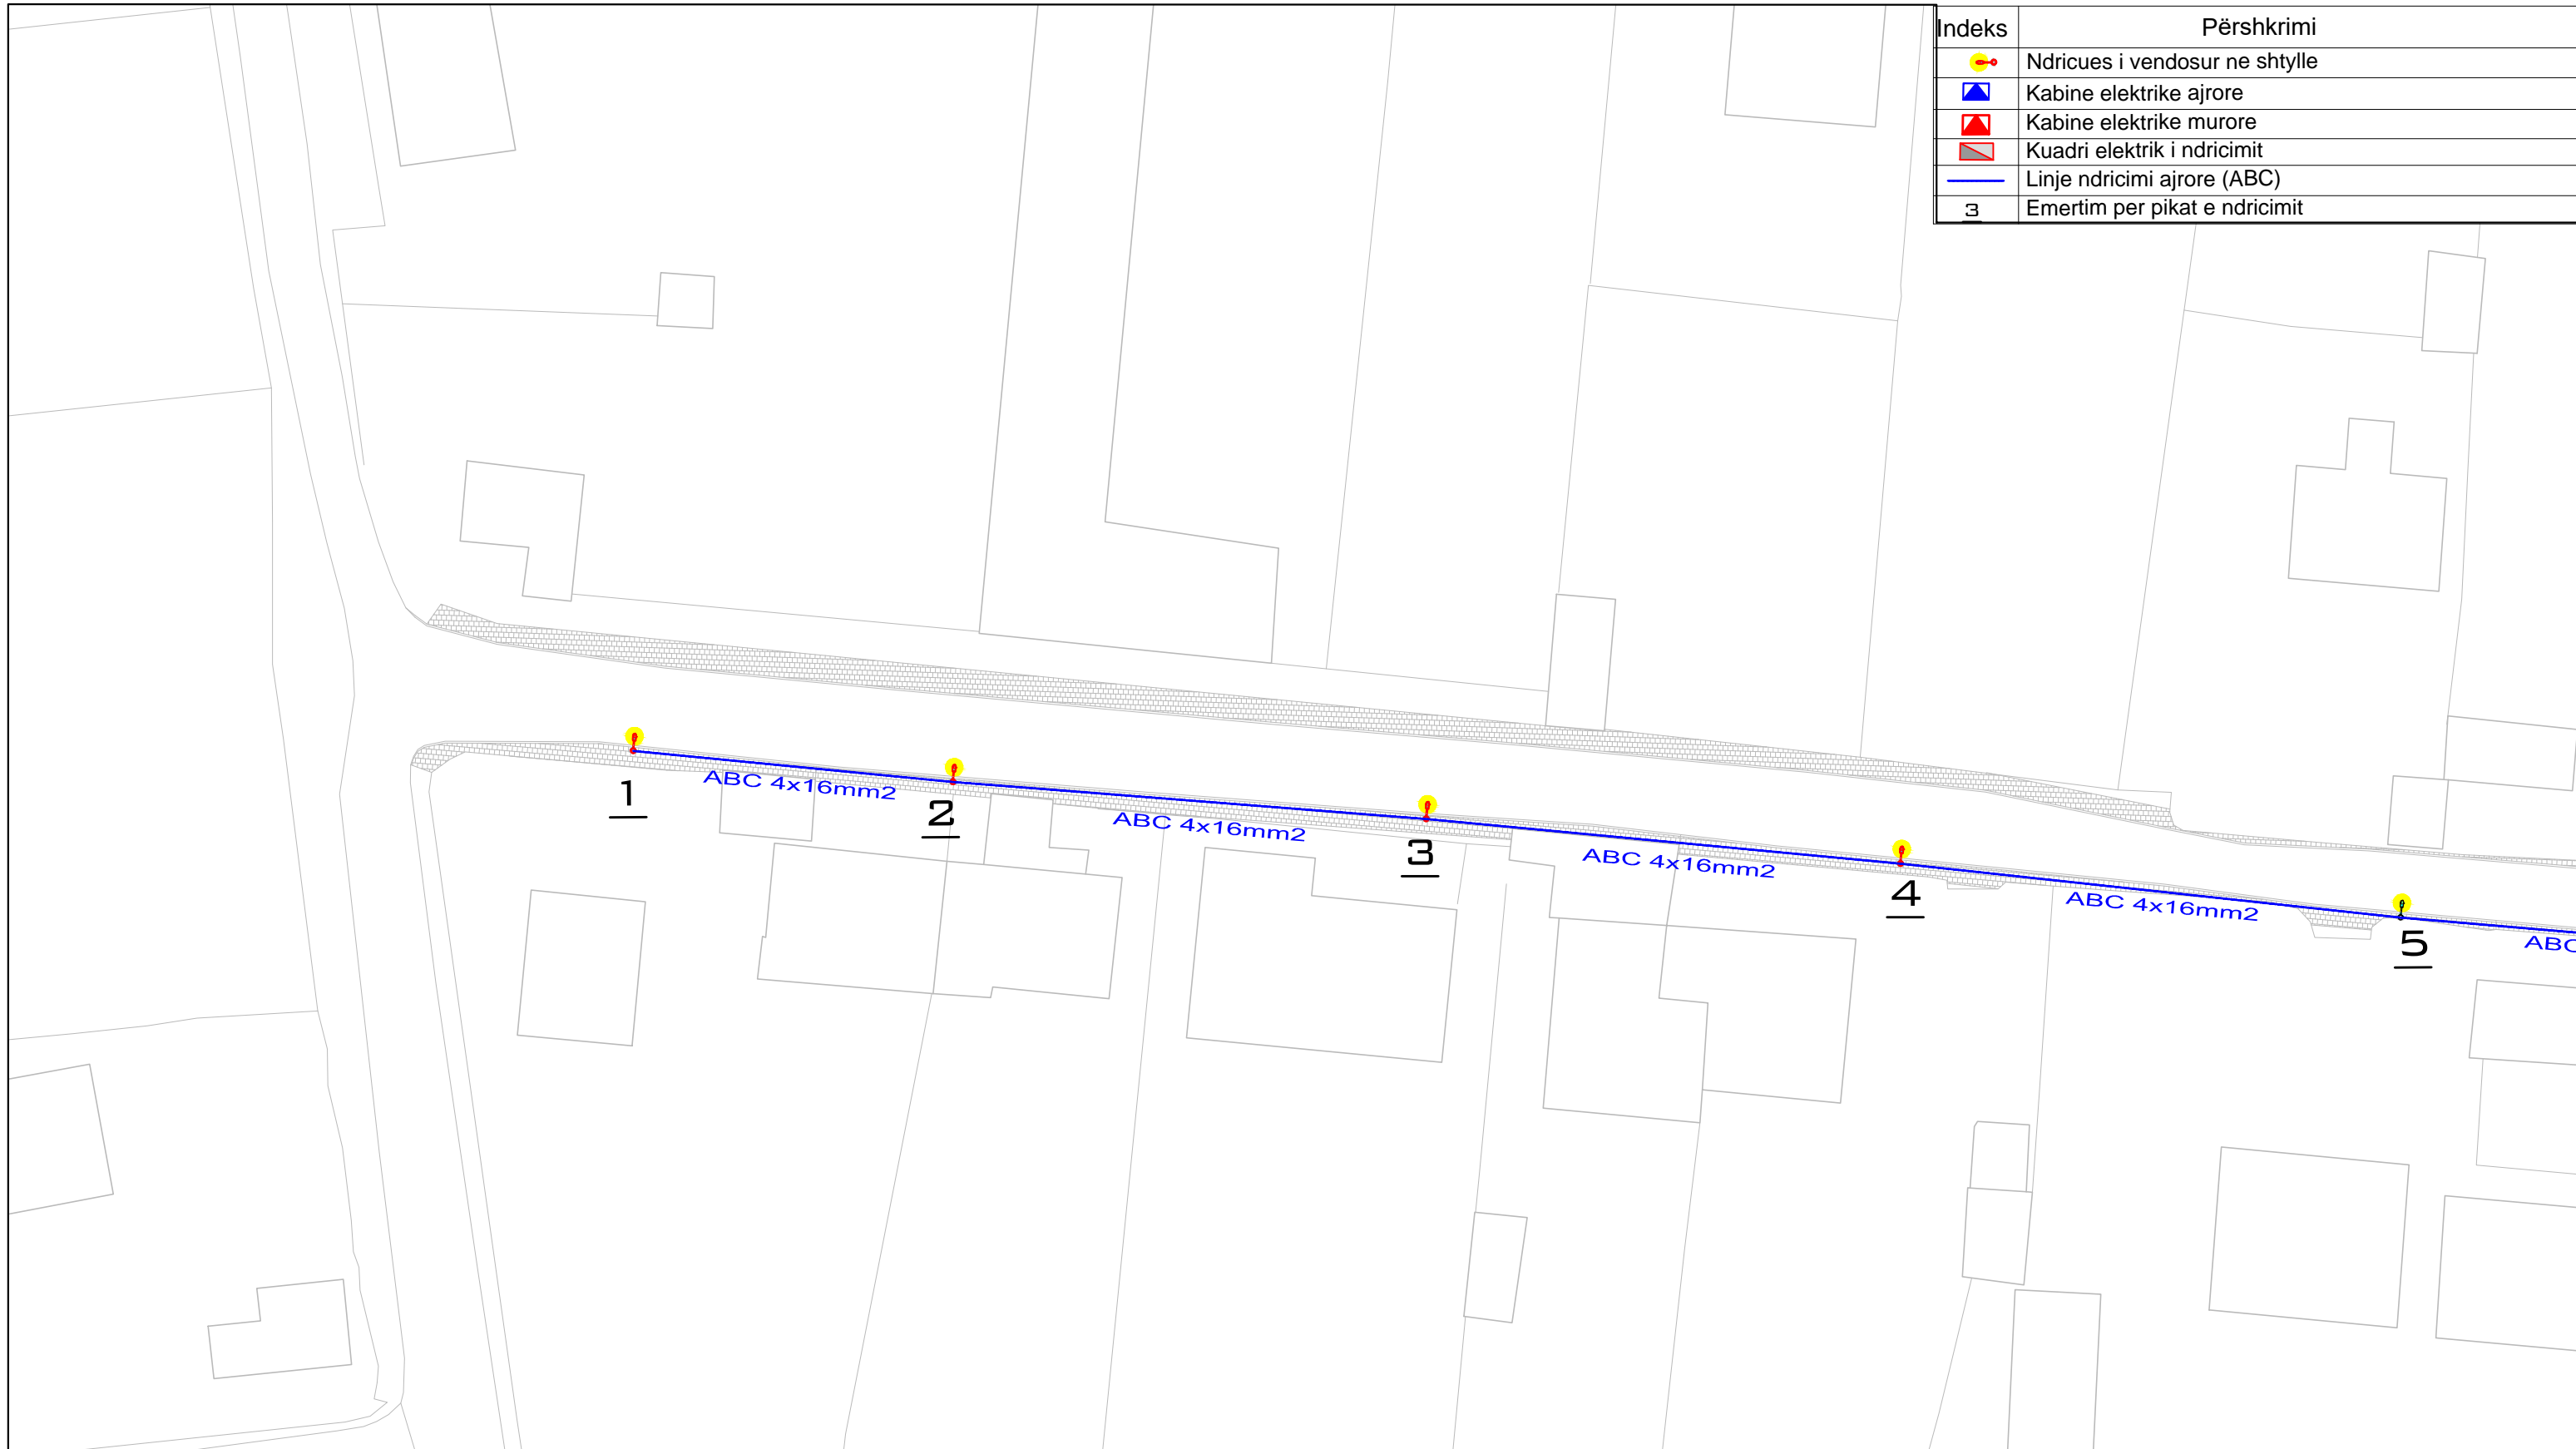 Indeks Përshkrimi
Ndricues i vendosur ne shtylle
Kabine elektrike ajrore
Kabine elektrike murore
Kuadri elektrik i ndricimit
Linje ndricimi ajrore (ABC)
3 Emertim per pikat e ndricimit
1
ABC 4x16mm2
2
ABC 4x16mm2
3
ABC 4x16mm2
4
ABC 4x16mm2
5
ABC